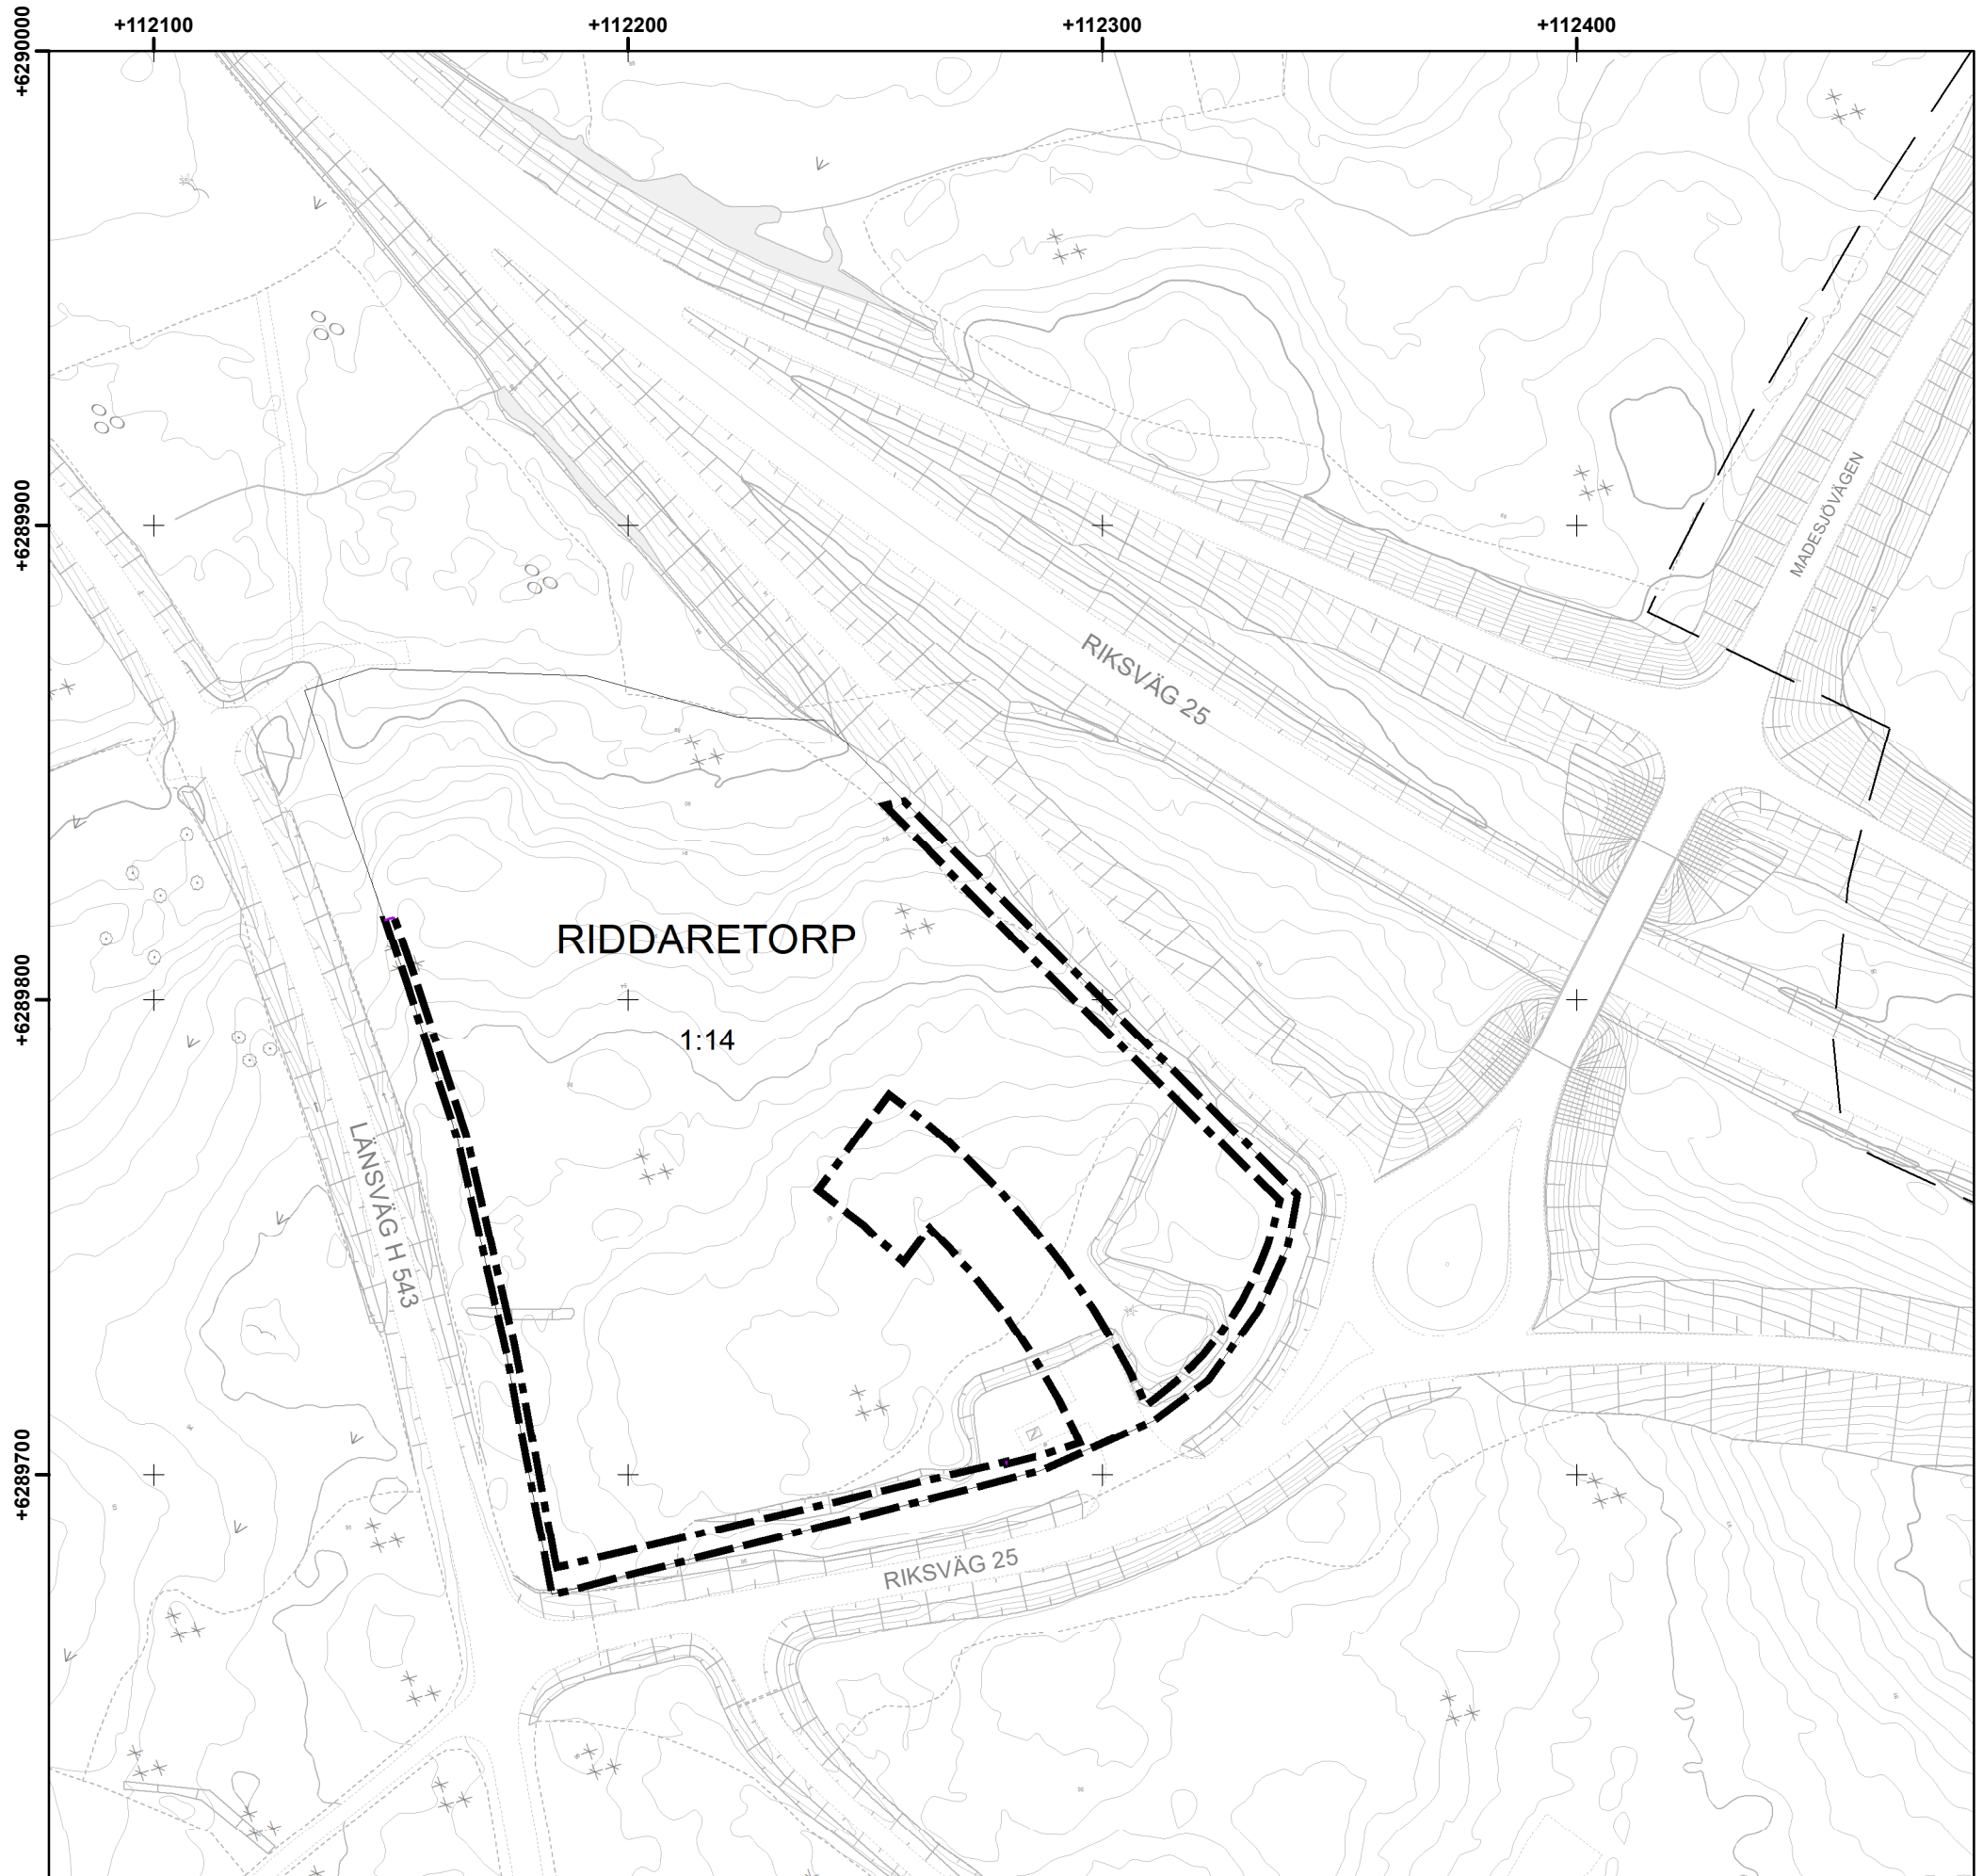 +112100
+112200
+112300
+112400
+6290000
+6289900
+6289800
+6289700
MADESJÖVÄGEN
RIKSVÄG 25
RIDDARETORP
1:14
LÄNSVÄG H 543
RIKSVÄG 25